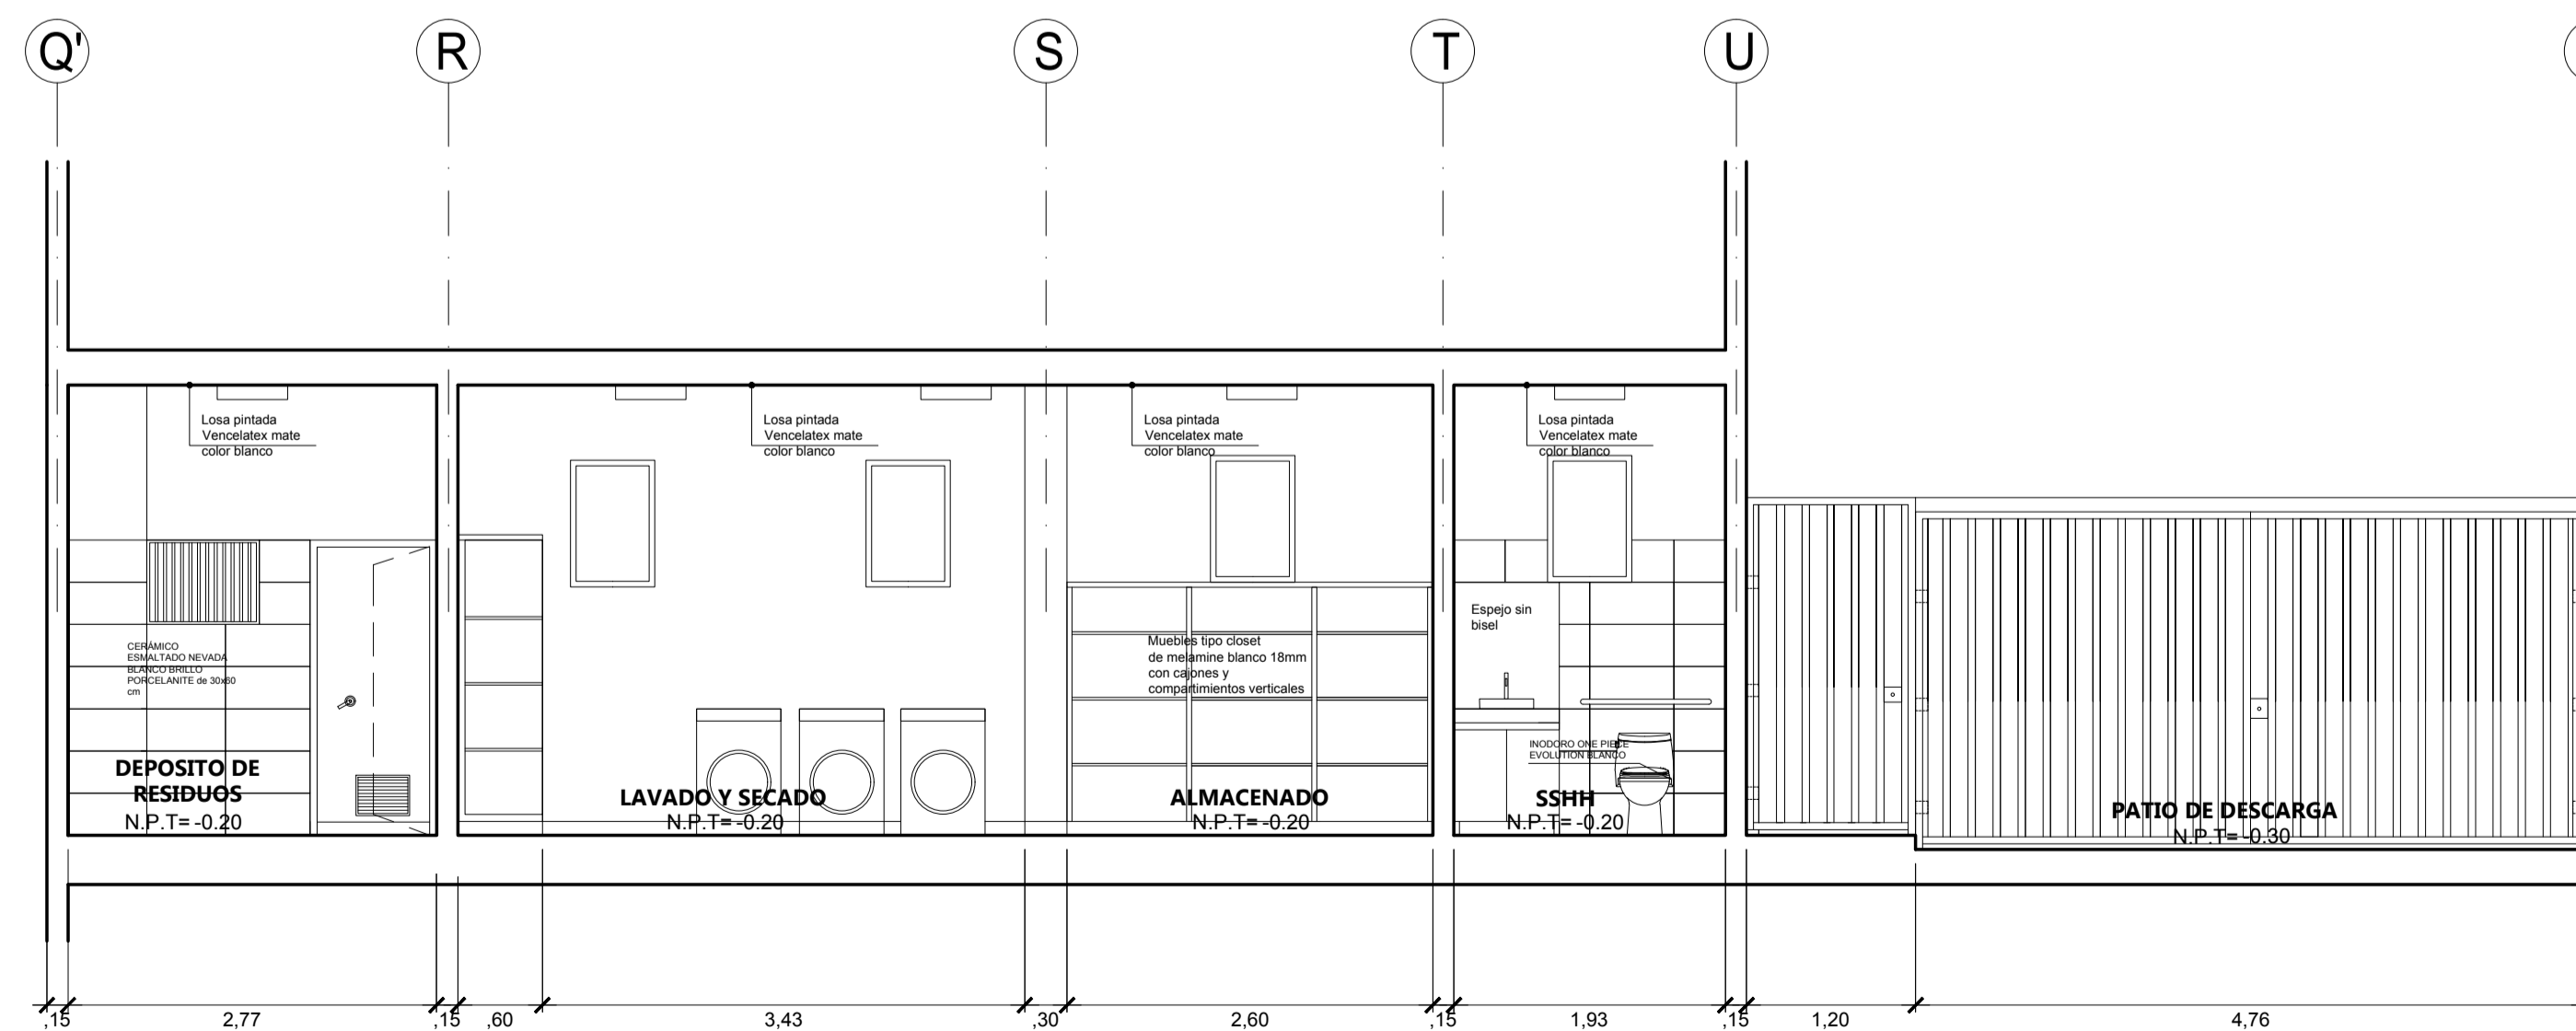 Q'
R
S
T
U
Losa pintada
Vencelatex mate
color blanco
Losa pintada
Vencelatex mate
color blanco
Losa pintada
Vencelatex mate
color blanco
Losa pintada
Vencelatex mate
color blanco
CERÁMICO
ESMALTADO NEVADA
BLANCO BRILLO
PORCELANITE de 30x60
cm
Muebles tipo closet
de melamine blanco 18mm
con cajones y
compartimientos verticales
Espejo sin
bisel
INODORO ONE PIECE
EVOLUTION BLANCO
DEPOSITO DE
RESIDUOS
N.P.T= -0.20
LAVADO Y SECADO
N.P.T= -0.20
ALMACENADO
N.P.T= -0.20
SSHH
N.P.T= -0.20
PATIO DE DESCARGA
N.P.T= -0.30
,15
2,77
,15
,60
3,43
,30
2,60
,15
1,93
,15
1,20
4,76